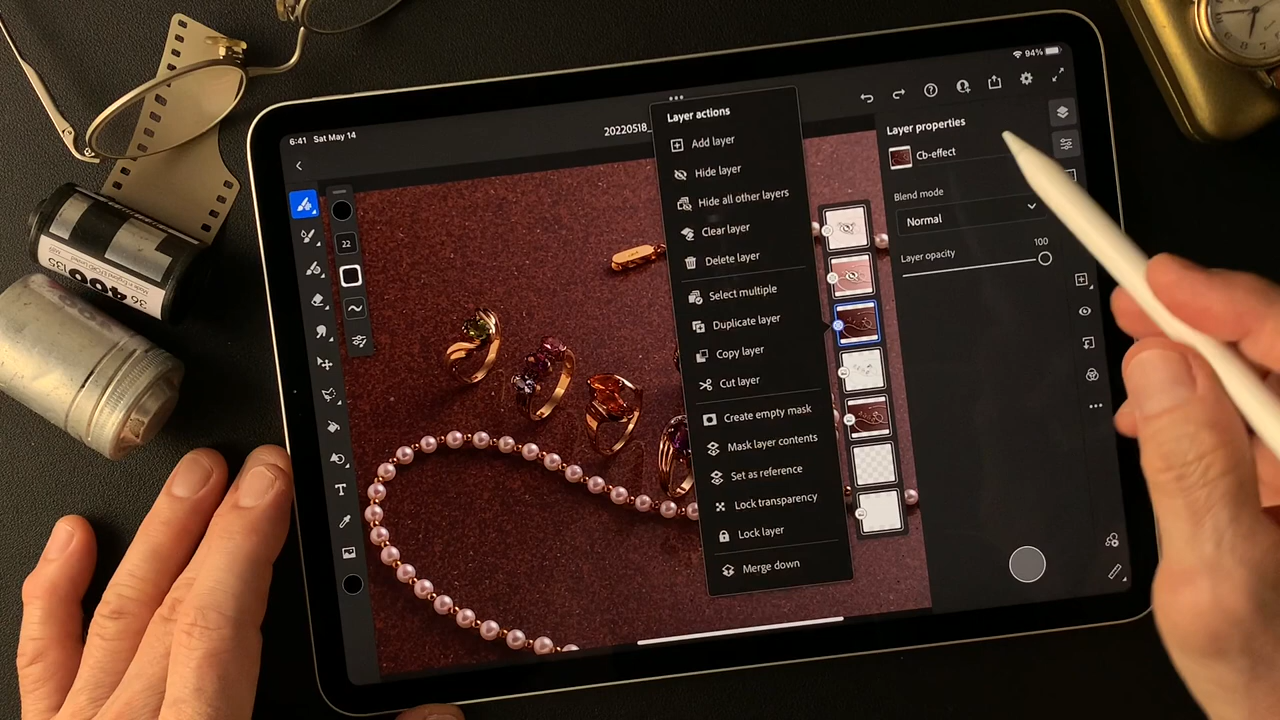 6:41 Sat May 14
94%
20220518_
Layer actions
Add layer
Hide layer
Hide all other layers
Clear layer
Delete layer
Select multiple
Duplicate layer
Copy layer
Cut layer
Create empty mask
Mask layer contents
Set as reference
Lock transparency
Lock layer
Merge down
Layer properties
Cb-effect
Blend mode
Normal
Layer opacity
100
22
T
36
400
135